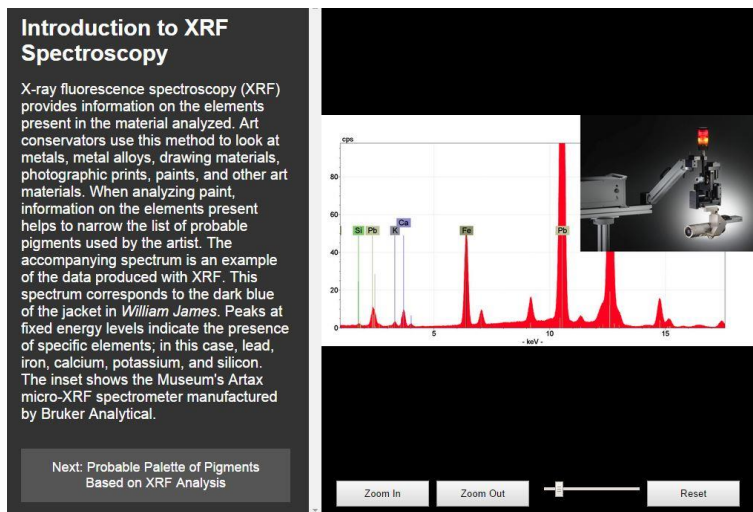 Introduction to XRF
Spectroscopy
X-ray fluorescence spectroscopy (XRF)
provides information on the elements
present in the material analyzed. Art
conservators use this method to look at
metals, metal alloys, drawing materials,
photographic prints, paints, and other art
materials. When analyzing paint,
information on the elements present
helps to narrow the list of probable
pigments used by the artist. The
accompanying spectrum is an example
of the data produced with XRF. This
spectrum corresponds to the dark blue
of the jacket in William James. Peaks at
fixed energy levels indicate the presence
of specific elements; in this case, lead,
iron, calcium, potassium, and silicon.
The inset shows the Museum's Artax
micro-XRF spectrometer manufactured
by Bruker Analytical.
Next: Probable Palette of Pigments
Based on XRF Analysis
cps
80
60
40
20
0
Si Pb K Ca Fe Pb
5 10 15
- keV -
Zoom In Zoom Out Reset